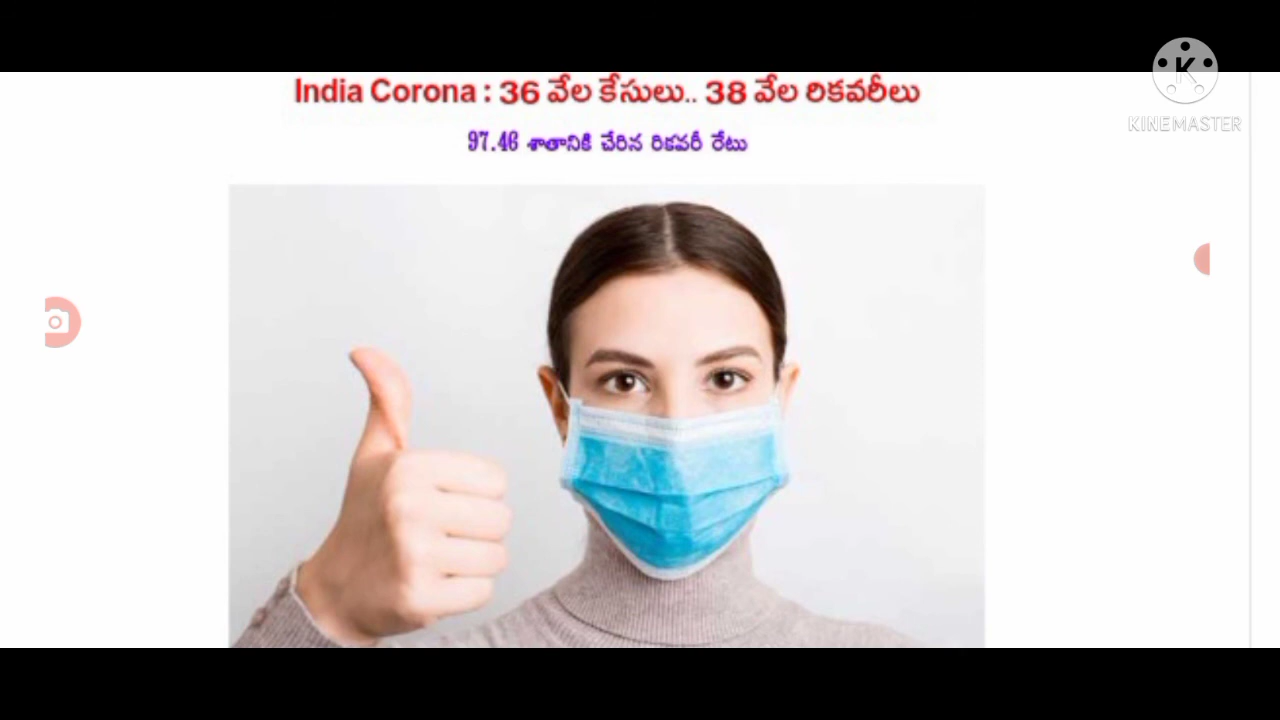 India Corona : 36 వేల కేసులు.. 38 వేల రికవరీలు
97.46 శాతానికి చేరిన రికవరీ రేటు
K
KINEMASTER